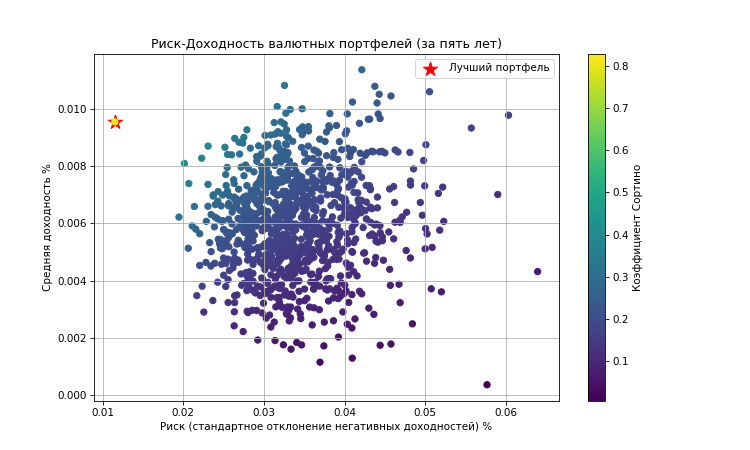 Риск-Доходность валютных портфелей (за пять лет)
Лучший портфель
Средняя доходность %
0.010
0.008
0.006
0.004
0.002
0.000
0.01 0.02 0.03 0.04 0.05 0.06
Риск (стандартное отклонение негативных доходностей) %
0.8
0.7
0.6
0.5
0.4
0.3
0.2
0.1
Коэффициент Сортино